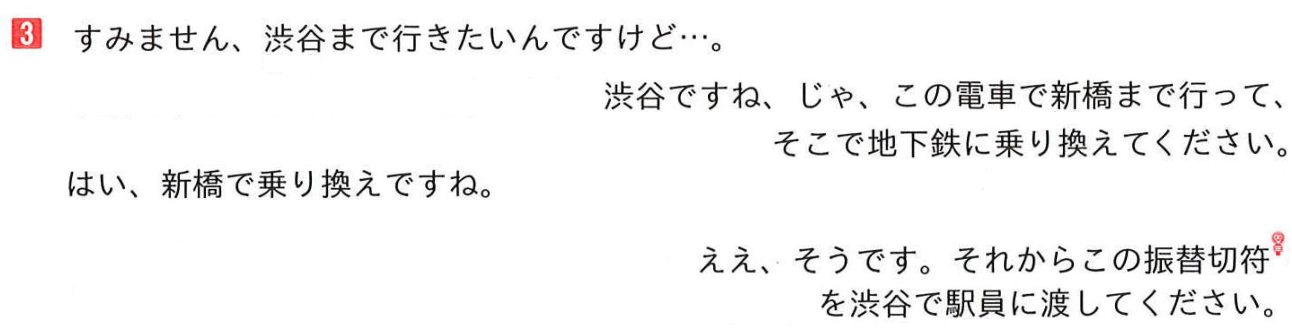 3 すみません、渋谷まで行きたいんですけど…。
渋谷ですね、じゃ、この電車で新橋まで行って、
そこで地下鉄に乗り換えてください。
はい、新橋で乗り換えですね。
ええ、そうです。それからこの振替切符
を渋谷で駅員に渡してください。